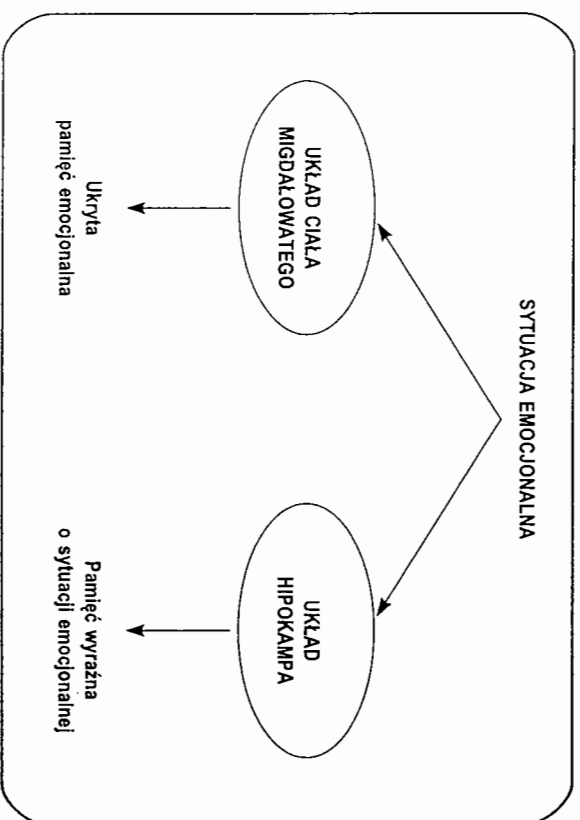 SYTUACJA EMOCJONALNA
UKŁAD CIAŁA
MIGDAŁOWATEGO
UKŁAD
HIPOKAMPA
Ukryta
pamięć emocjonalna
Pamięć wyraźna
o sytuacji emocjonalnej